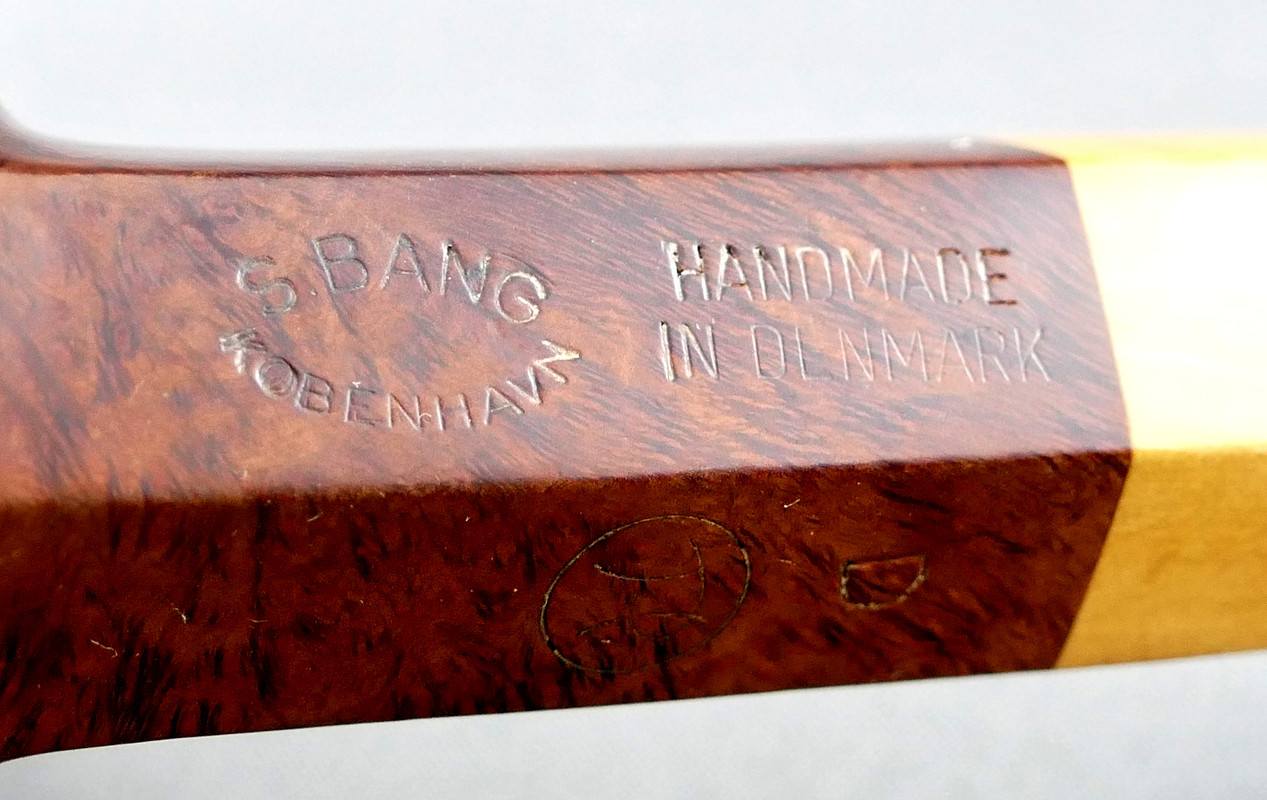 S. BANG
KØBENHAVN
HANDMADE
IN DENMARK
D